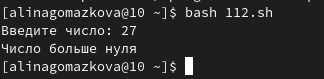 [alinagomazkova@10 ~]$ bash 112.sh
Введите число: 27
Число больше нуля
[alinagomazkova@10 ~]$